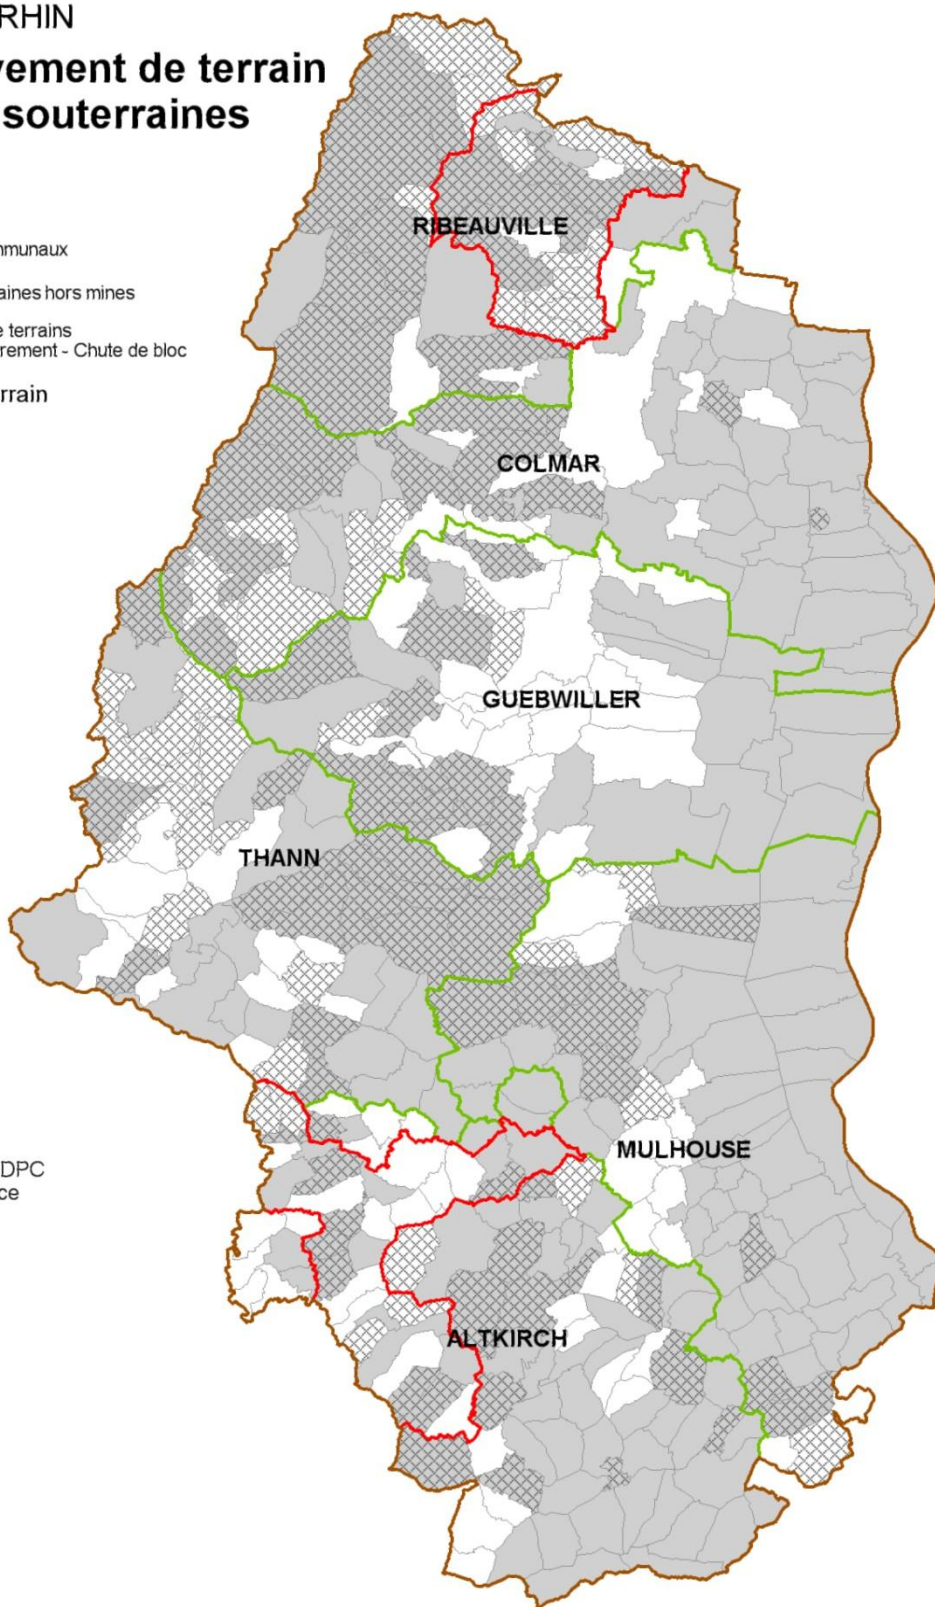 RHIN
vement de terrain
souterraines
nmunaux
aines hors mines
e terrains
rement - Chute de bloc
rrain
RIBEAUVILLE
COLMAR
GUEBWILLER
THANN
MULHOUSE
DPC
ce
ALTKIRCH